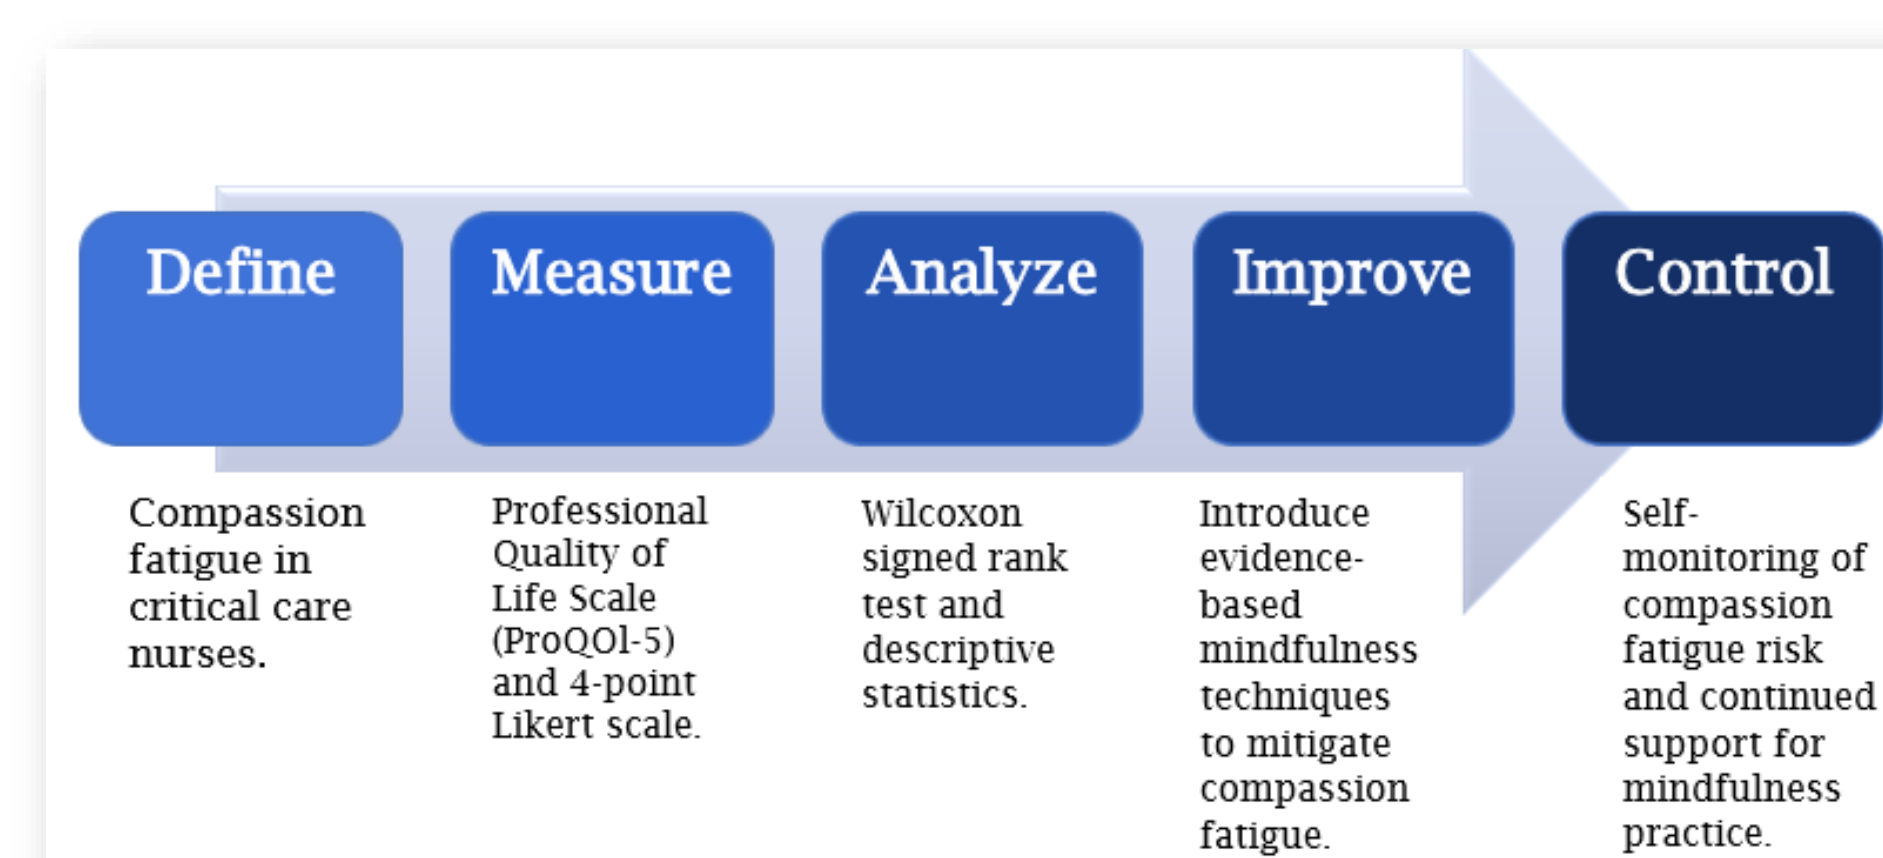 Define
Compassion
fatigue in
critical care
nurses.
Measure
Professional
Quality of
Life Scale
(ProQOl-5)
and 4-point
Likert scale.
Analyze
Wilcoxon
signed rank
test and
descriptive
statistics.
Improve
Introduce
evidence-
based
mindfulness
techniques
to mitigate
compassion
fatigue.
Control
Self-
monitoring of
compassion
fatigue risk
and continued
support for
mindfulness
practice.